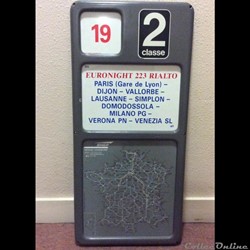 19
2
classe
EURONIGHT 223 RIALTO
PARIS (Gare de Lyon) –
DIJON – VALLORBE –
LAUSANNE – SIMPLON –
DOMODOSSOLA –
MILANO PG –
VERONA PN – VENEZIA SL